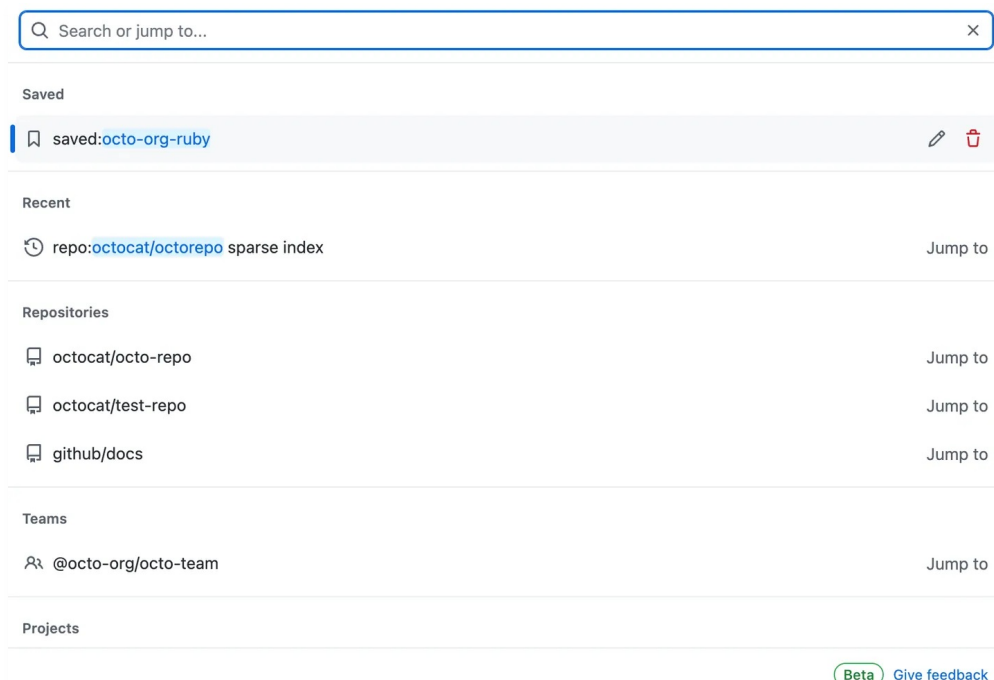 Search or jump to...
Saved
saved:octo-org-ruby
Recent
repo:octocat/octorepo sparse index Jump to
Repositories
octocat/octo-repo Jump to
octocat/test-repo Jump to
github/docs Jump to
Teams
@octo-org/octo-team Jump to
Projects
Beta Give feedback